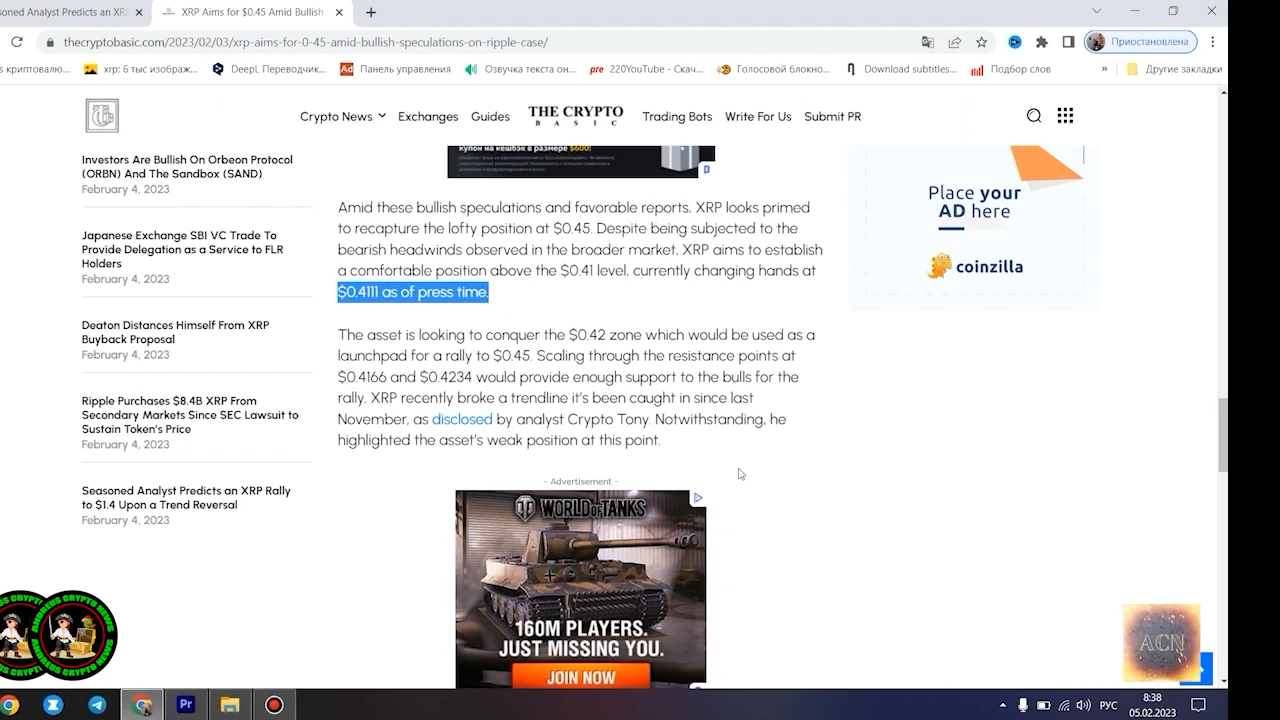 soned Analyst Predicts an XRI
XRP Aims for $0.45 Amid Bullish
thecryptobasic.com/2023/02/03/xrp-aims-for-0-45-amid-bullish-speculations-on-ripple-case/
Приостановлена
s криптовалю...
xrp: 6 тыс изображ...
DeepL Переводчик...
Ad
Панель управления
Озвучка текста он...
pre
220YouTube - Скач...
Голосовой блокно...
Download subtitles...
Подбор слов
»
Другие закладки
Crypto News
Exchanges
Guides
THE CRYPTO
BASIC
Trading Bots
Write For Us
Submit PR
Investors Are Bullish On Orbeon Protocol
(ORBN) And The Sandbox (SAND)
February 4, 2023
Japanese Exchange SBI VC Trade To
Provide Delegation as a Service to FLR
Holders
February 4, 2023
Deaton Distances Himself From XRP
Buyback Proposal
February 4, 2023
Ripple Purchases $8.4B XRP From
Secondary Markets Since SEC Lawsuit to
Sustain Token's Price
February 4, 2023
Seasoned Analyst Predicts an XRP Rally
to $1.4 Upon a Trend Reversal
February 4, 2023
купон на кешбэк в размере $600!
Amid these bullish speculations and favorable reports, XRP looks primed
to recapture the lofty position at $0.45. Despite being subjected to the
bearish headwinds observed in the broader market, XRP aims to establish
a comfortable position above the $0.41 level, currently changing hands at
$0.4111 as of press time.
The asset is looking to conquer the $0.42 zone which would be used as a
launchpad for a rally to $0.45. Scaling through the resistance points at
$0.4166 and $0.4234 would provide enough support to the bulls for the
rally. XRP recently broke a trendline it's been caught in since last
November, as disclosed by analyst Crypto Tony. Notwithstanding, he
highlighted the asset's weak position at this point.
- Advertisement -
WORLD OF TANKS
160M PLAYERS.
JUST MISSING YOU.
JOIN NOW
Place your
AD here
coinzilla
ANDREUS CRYPTO NEWS
ACN
Pr
РУС
8:38
05.02.2023